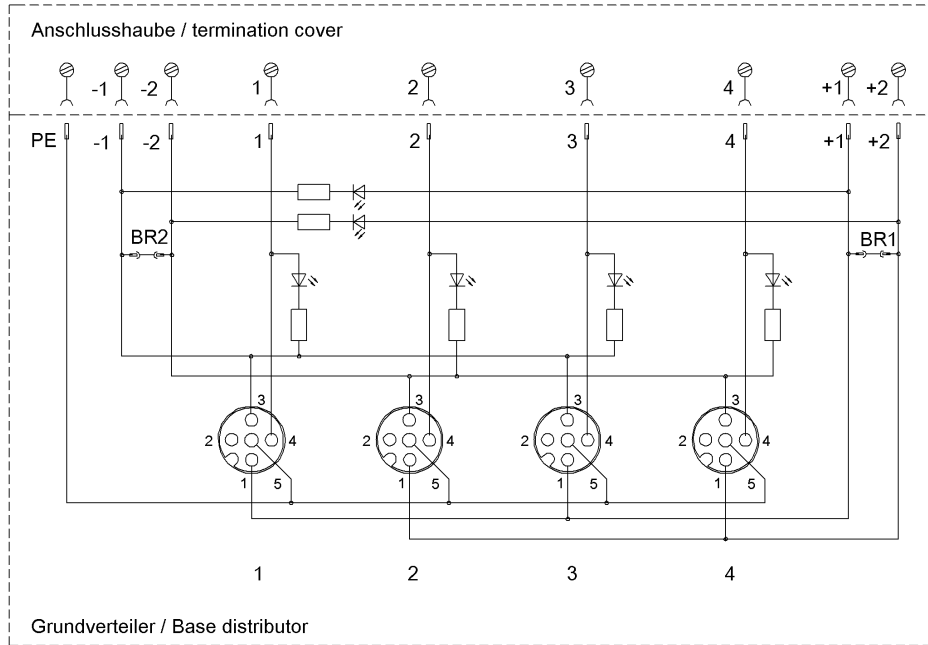 Anschlusshaube / termination cover
-1 -2 1 2 3 4 +1 +2
PE -1 -2 1 2 3 4 +1 +2
BR2 BR1
3 3 3 3
2 4 2 4 2 4 2 4
1 5 1 5 1 5 1 5
1 2 3 4
Grundverteiler / Base distributor